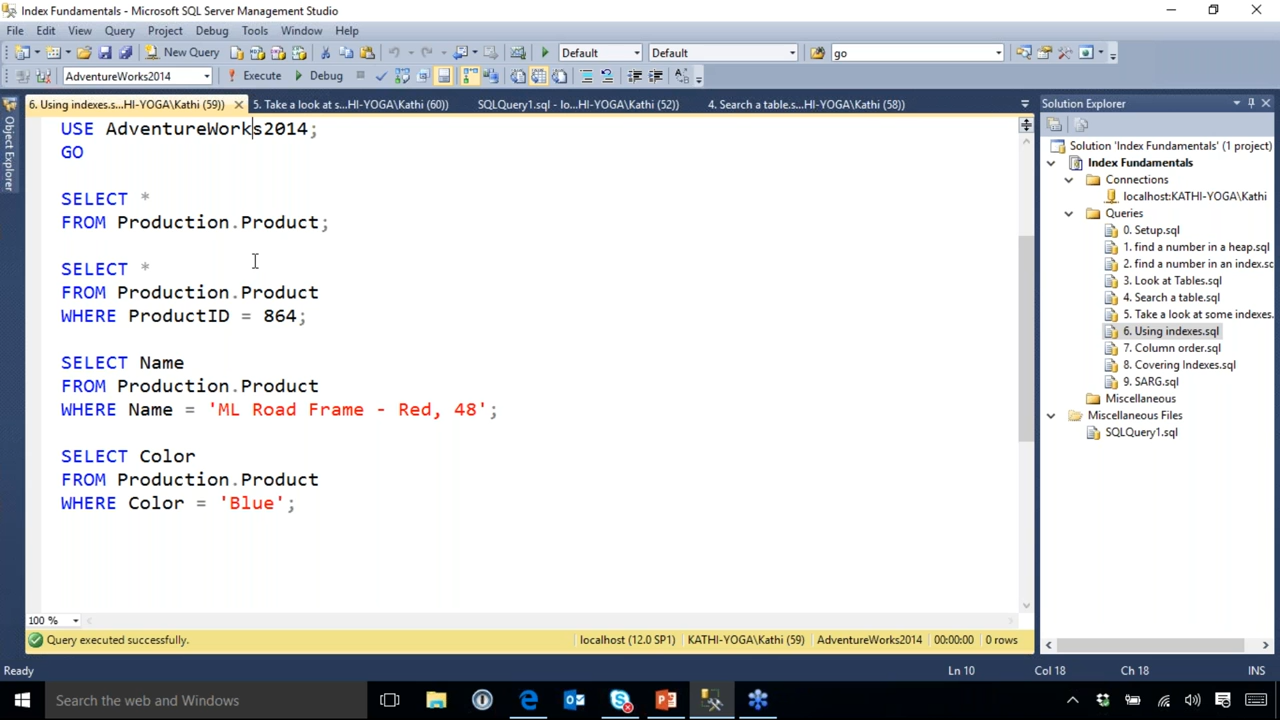 Index Fundamentals - Microsoft SQL Server Management Studio
File Edit View Query Project Debug Tools Window Help
New Query Default Default go
AdventureWorks2014 Execute Debug
6. Using indexes.s...HI-YOGA\Kathi (59)) 5. Take a look at s...HI-YOGA\Kathi (60)) SQLQuery1.sql - lo...HI-YOGA\Kathi (52)) 4. Search a table.s...HI-YOGA\Kathi (58))
Object Explorer
USE AdventureWorks2014;
GO
SELECT *
FROM Production.Product;
SELECT *
FROM Production.Product
WHERE ProductID = 864;
SELECT Name
FROM Production.Product
WHERE Name = 'ML Road Frame - Red, 48';
SELECT Color
FROM Production.Product
WHERE Color = 'Blue';
100 %
Query executed successfully. localhost (12.0 SP1) KATHI-YOGA\Kathi (59) AdventureWorks2014 00:00:00 0 rows
Solution Explorer
Solution 'Index Fundamentals' (1 project)
Index Fundamentals
Connections
localhost:KATHI-YOGA\Kathi
Queries
0. Setup.sql
1. find a number in a heap.sql
2. find a number in an index.sc
3. Look at Tables.sql
4. Search a table.sql
5. Take a look at some indexes.
6. Using indexes.sql
7. Column order.sql
8. Covering Indexes.sql
9. SARG.sql
Miscellaneous
Miscellaneous Files
SQLQuery1.sql
Ready Ln 10 Col 18 Ch 18 INS
Search the web and Windows